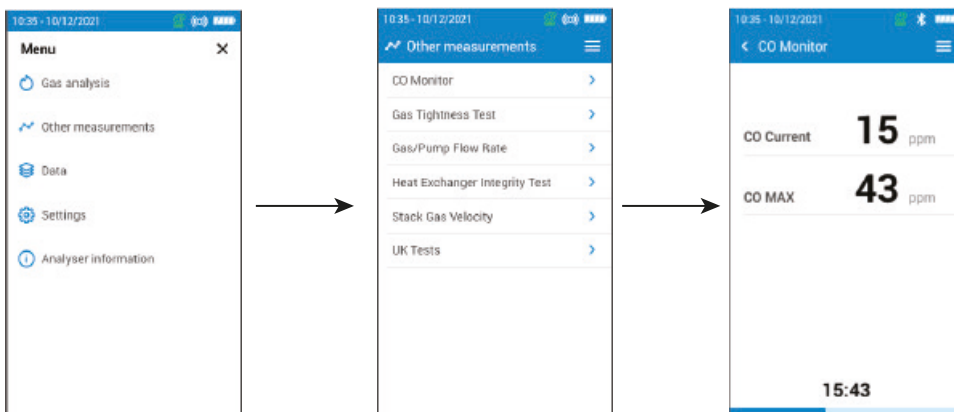 10:35 - 10/12/2021
Menu
Gas analysis
Other measurements
Data
Settings
Analyser information
10:35 - 10/12/2021
Other measurements
CO Monitor
Gas Tightness Test
Gas/Pump Flow Rate
Heat Exchanger Integrity Test
Stack Gas Velocity
UK Tests
10:35 - 10/12/2021
CO Monitor
CO Current 15 ppm
CO MAX 43 ppm
15:43